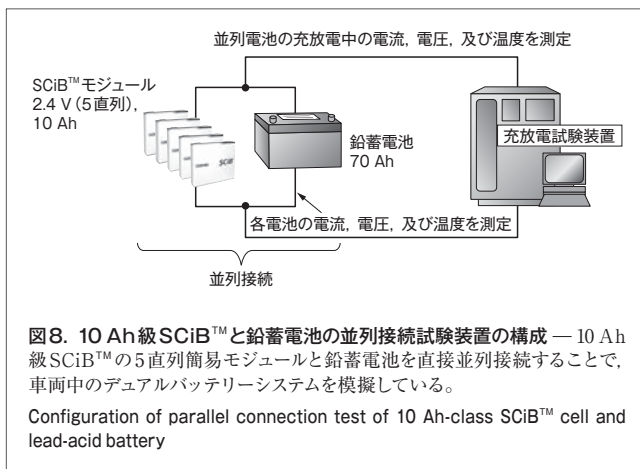 並列電池の充放電中の電流, 電圧, 及び温度を測定
SCiB™モジュール
2.4 V (5直列),
10 Ah
鉛蓄電池
70 Ah
充放電試験装置
各電池の電流, 電圧, 及び温度を測定
並列接続
図8. 10 Ah級SCiB™と鉛蓄電池の並列接続試験装置の構成 — 10 Ah
級SCiB™の5直列簡易モジュールと鉛蓄電池を直接並列接続することで,
車両中のデュアルバッテリーシステムを模擬している。
Configuration of parallel connection test of 10 Ah-class SCiB™ cell and
lead-acid battery